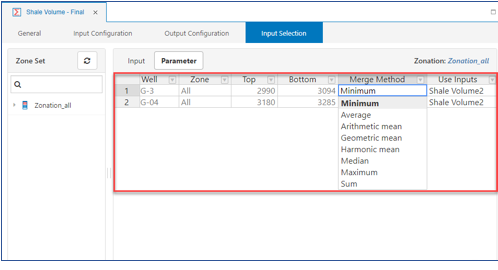 Shale Volume - Final
General Input Configuration Output Configuration Input Selection
Zone Set
Input Parameter Zonation: Zonation_all
Zonation_all
Well Zone Top Bottom Merge Method Use Inputs
1 G-3 All 2990 3094 Minimum Shale Volume2
2 G-04 All 3180 3285 Minimum Shale Volume2
Average
Arithmetic mean
Geometric mean
Harmonic mean
Median
Maximum
Sum